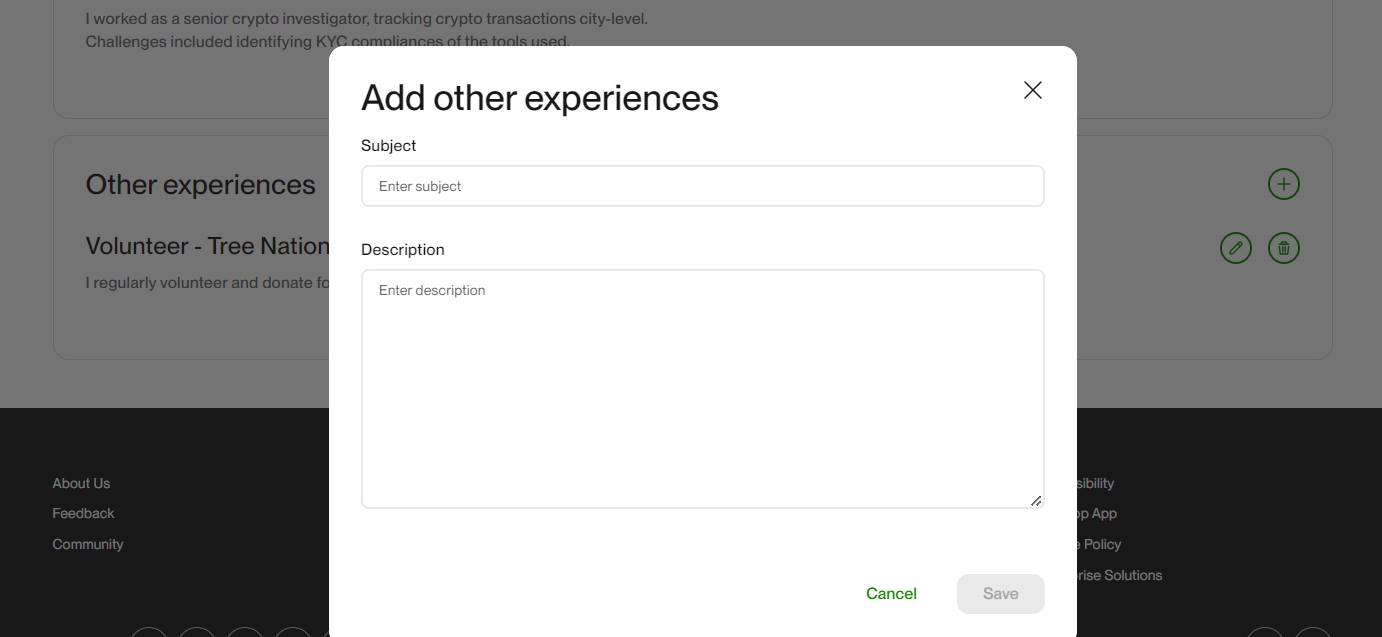 I worked as a senior crypto investigator, tracking crypto transactions city-level.
Challenges included identifying KYC compliances of the tools used.
Add other experiences
Subject
Enter subject
Description
Enter description
Cancel
Save
Other experiences
Volunteer - Tree Nation
I regularly volunteer and donate fo
About Us
Feedback
Community
sibility
op App
e Policy
rise Solutions